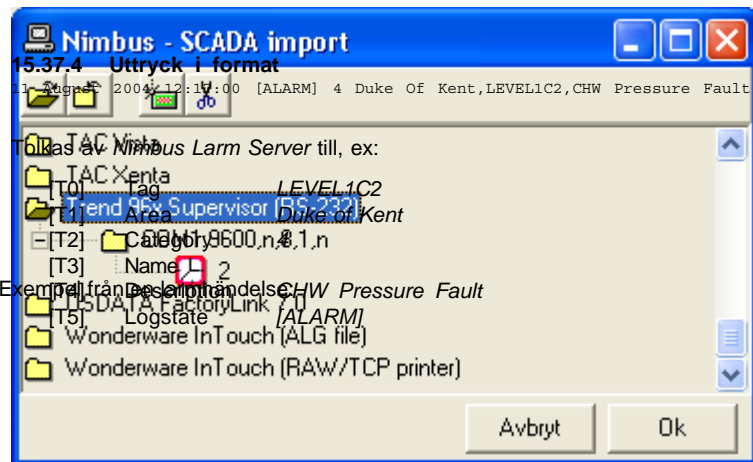 Nimbus - SCADA import
15.37.4 Uttryck i format
11 August 2004 12:17:00 [ALARM] 4 Duke Of Kent,LEVEL1C2,CHW Pressure Fault
TAC Vista
Tolkas av Nimbus Larm Server till, ex:
TAC Xenta
[T0] Tag LEVEL1C2
Trend 96x Supervisor (RS-232)
[T1] Area Duke of Kent
COM1 9600,n,8,1,n
[T2] Category 4
[T3] Name
2
Exempel från en larmhändelse:
[T4] Description CHW Pressure Fault
USDATA FactoryLink 7.0
[T5] Logstate [ALARM]
Wonderware InTouch (ALG file)
Wonderware InTouch (RAW/TCP printer)
Avbryt
Ok